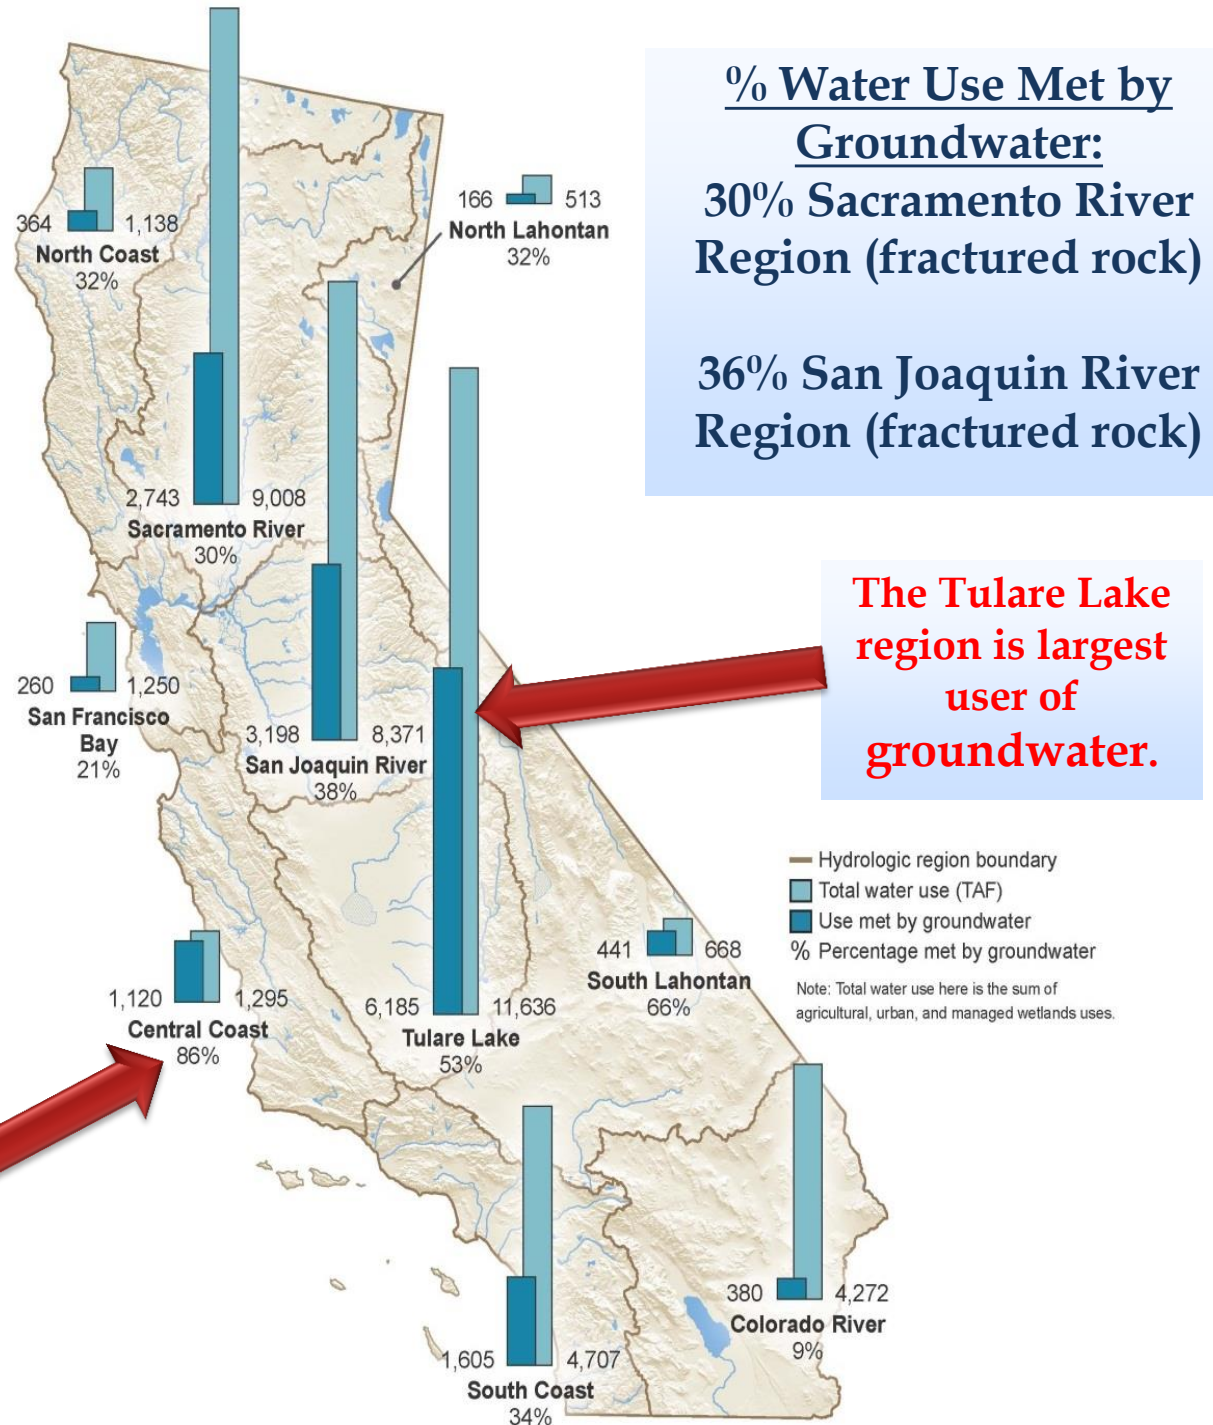 % Water Use Met by
Groundwater:
30% Sacramento River
Region (fractured rock)
36% San Joaquin River
Region (fractured rock)
364 1,138
North Coast
32%
166 513
North Lahontan
32%
2,743 9,008
Sacramento River
30%
The Tulare Lake
region is largest
user of
groundwater.
260 1,250
San Francisco
Bay
21%
3,198 8,371
San Joaquin River
38%
Hydrologic region boundary
Total water use (TAF)
Use met by groundwater
% Percentage met by groundwater
Note: Total water use here is the sum of
agricultural, urban, and managed wetlands uses.
441 668
South Lahontan
66%
1,120 1,295
Central Coast
86%
6,185 11,636
Tulare Lake
53%
380 4,272
Colorado River
9%
1,605 4,707
South Coast
34%